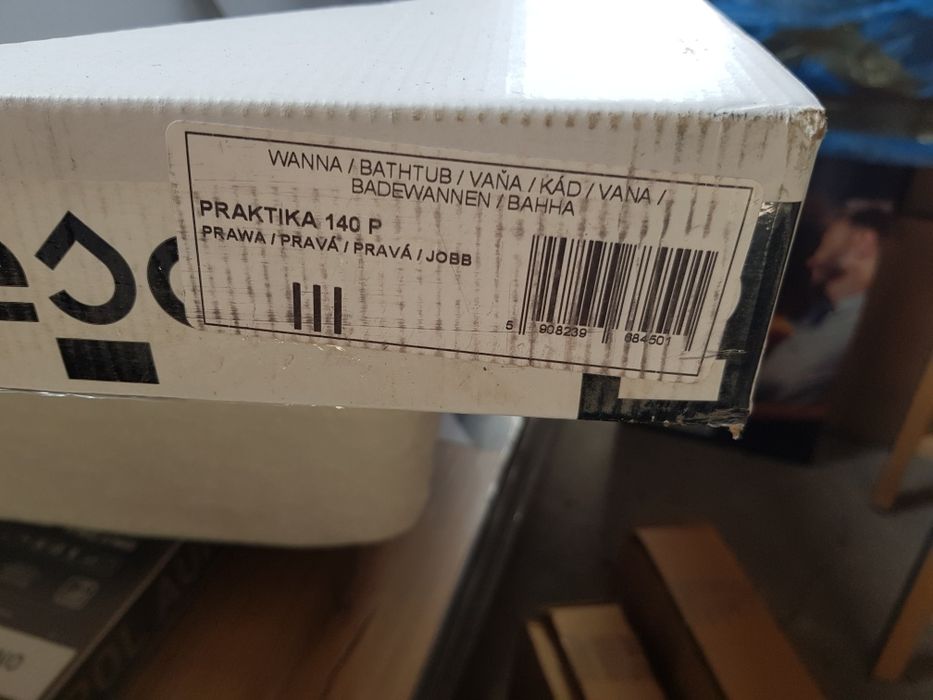 WANNA / BATHTUB / VAŇA / KÁD / VANA /
BADEWANNEN / BAHHA
PRAKTIKA 140 P
PRAWA / PRAVÁ / PRAVÁ / JOBB
5 908239 684501